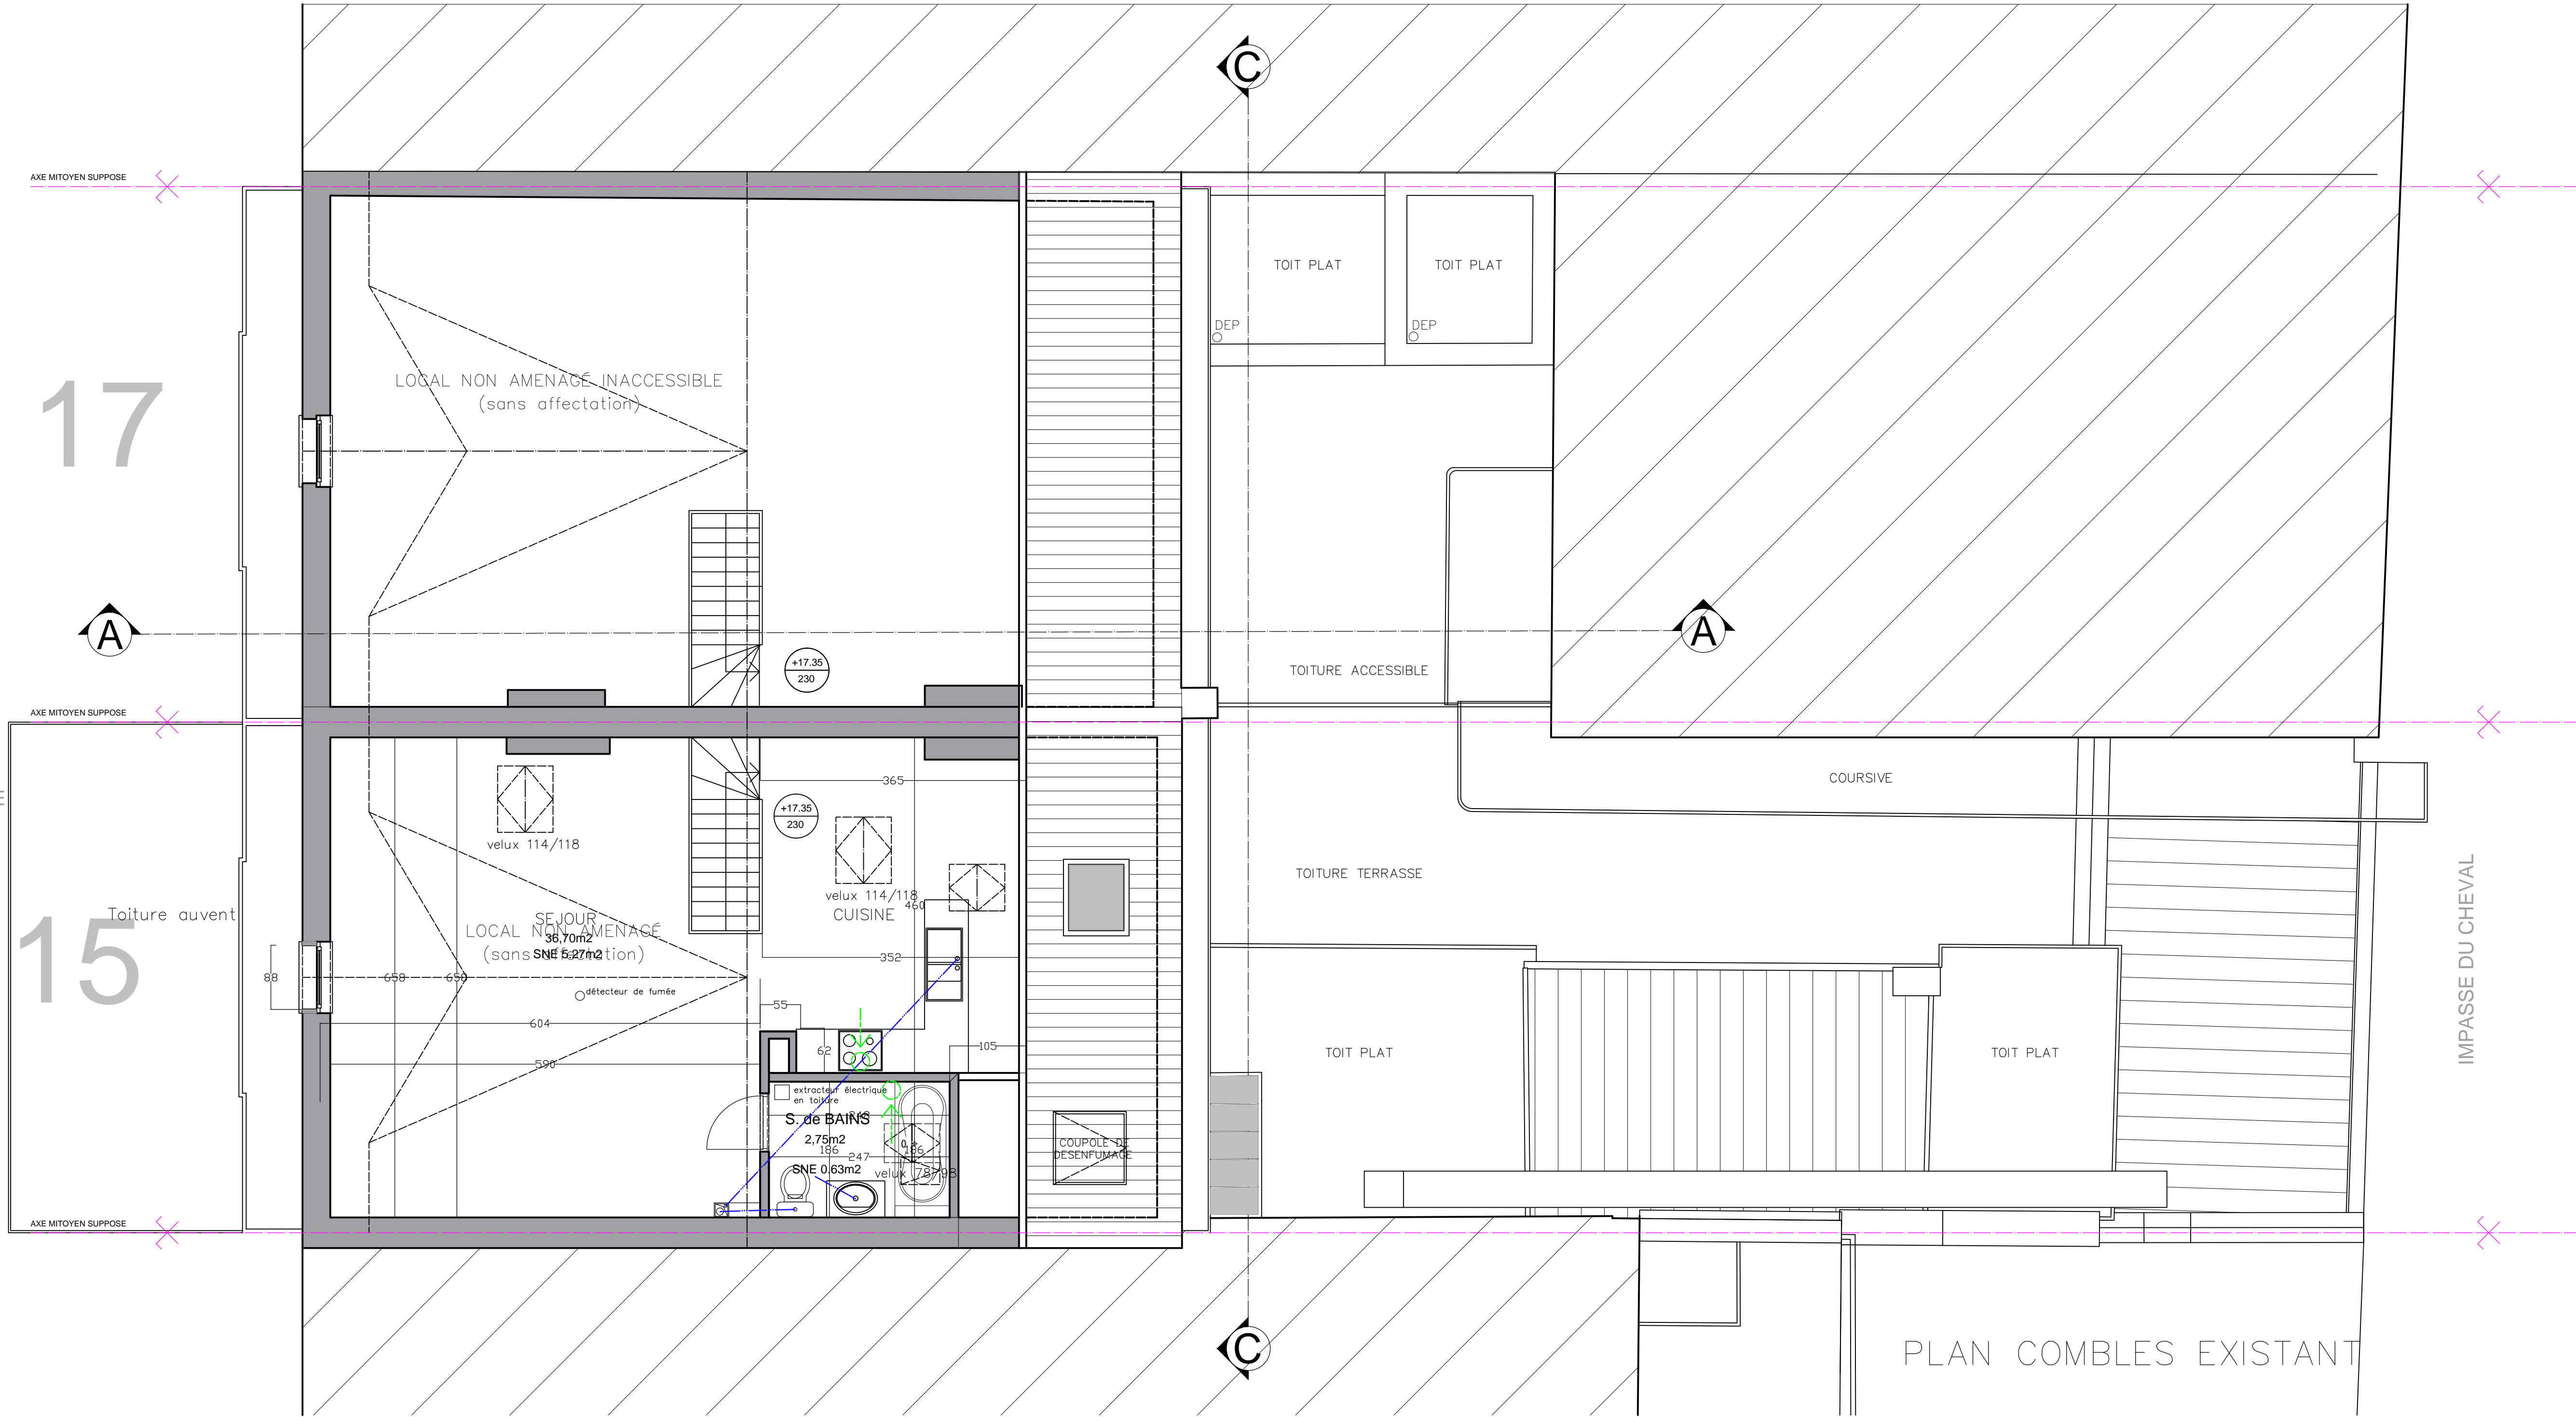 C
AXE MITOYEN SUPPOSE
TOIT PLAT
TOIT PLAT
DEP
DEP
17
LOCAL NON AMENAGÉ INACCESSIBLE
(sans affectation)
A
A
+17.35
230
TOITURE ACCESSIBLE
AXE MITOYEN SUPPOSE
365
COURSIVE
+17.35
230
velux 114/118
velux 114/118
CUISINE
460
TOITURE TERRASSE
15
Toiture auvent
SEJOUR
LOCAL NON AMENAGÉ
36,70m2
(sans affectation)
SNE 5,27m2
352
88
658
650
détecteur de fumée
55
604
62
105
590
TOIT PLAT
TOIT PLAT
IMPASSE DU CHEVAL
extracteur électrique
en toiture
S. de BAINS
2,75m2
186
186
247
SNE 0.63m2
velux 78/98
COUPOLE DE
DESENFUMAGE
AXE MITOYEN SUPPOSE
C
PLAN COMBLES EXISTANT